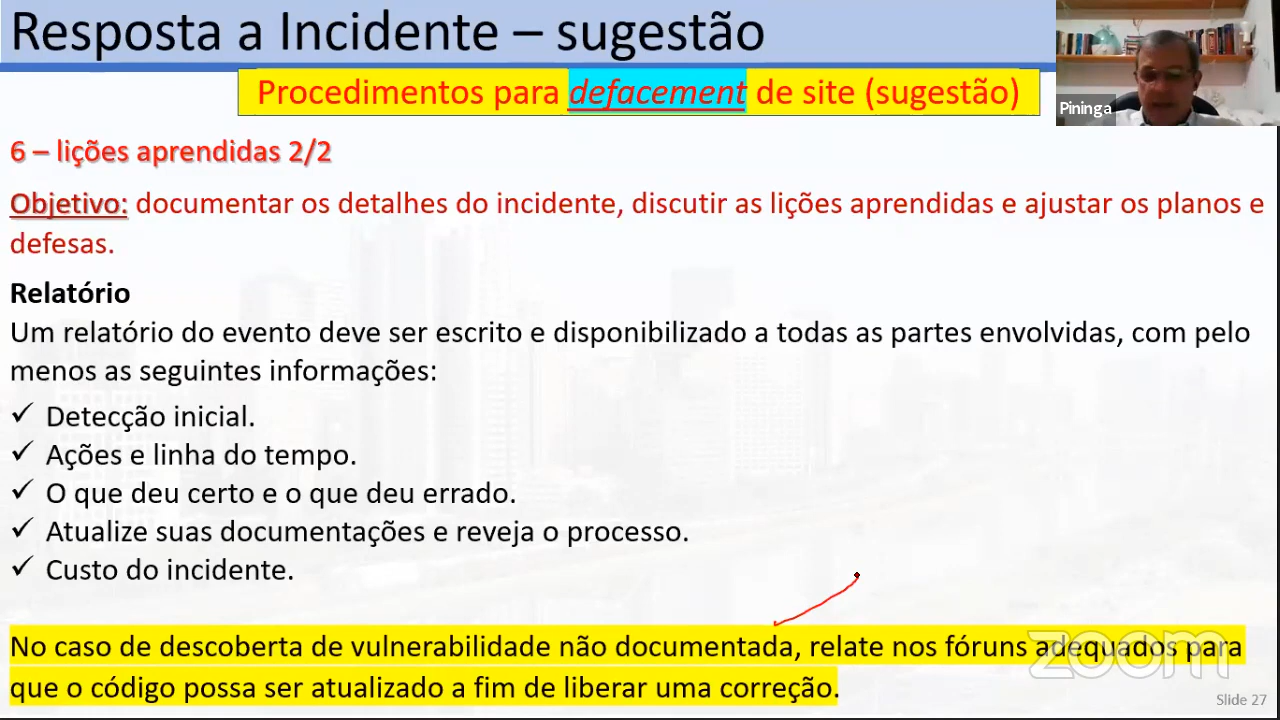 Resposta a Incidente – sugestão
Procedimentos para defacement de site (sugestão)
Pininga
6 – lições aprendidas 2/2
Objetivo: documentar os detalhes do incidente, discutir as lições aprendidas e ajustar os planos e
defesas.
Relatório
Um relatório do evento deve ser escrito e disponibilizado a todas as partes envolvidas, com pelo
menos as seguintes informações:
✓ Detecção inicial.
✓ Ações e linha do tempo.
✓ O que deu certo e o que deu errado.
✓ Atualize suas documentações e reveja o processo.
✓ Custo do incidente.
No caso de descoberta de vulnerabilidade não documentada, relate nos fóruns adequados para
que o código possa ser atualizado a fim de liberar uma correção.
zoom
Slide 27